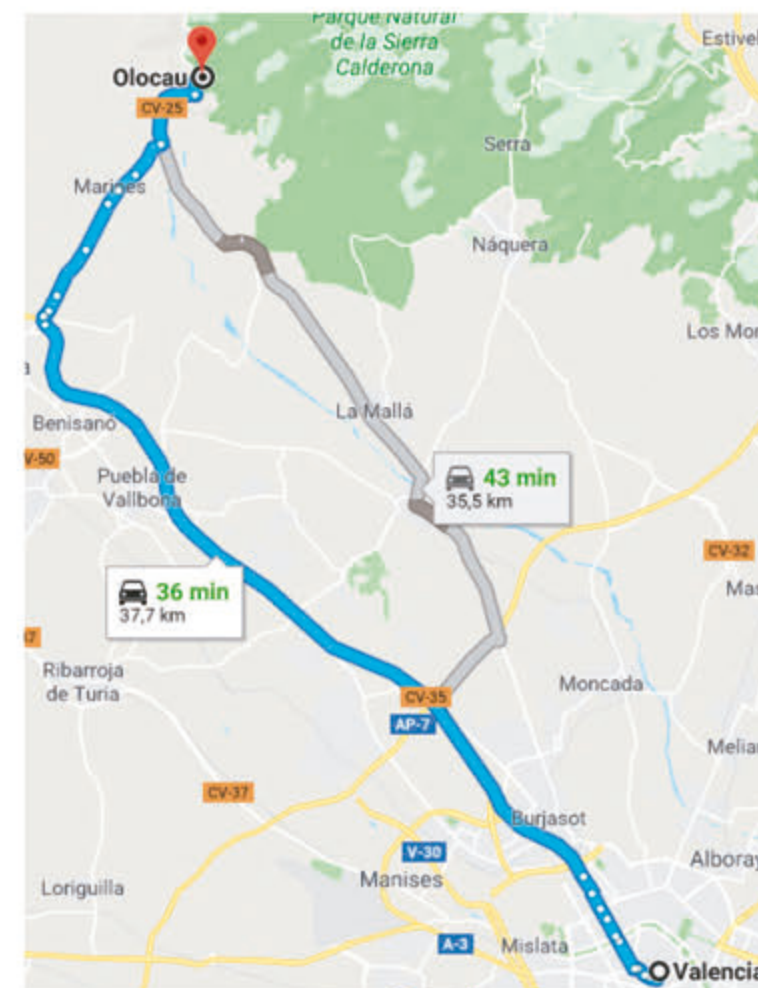 Parque Natural
de la Sierra
Calderona
Estivel
Olocau
CV-25
Serra
Marines
Náquera
Los Mon
a
La Mallá
Benisanó
V-50
Puebla de
Vallbona
43 min
35,5 km
CV-32
36 min
37,7 km
Mas
37
Ribarroja
de Turia
Moncada
CV-35
AP-7
Melian
CV-37
Burjasot
V-30
Manises
Alboray
Loriguilla
A-3
Mislata
Valencia